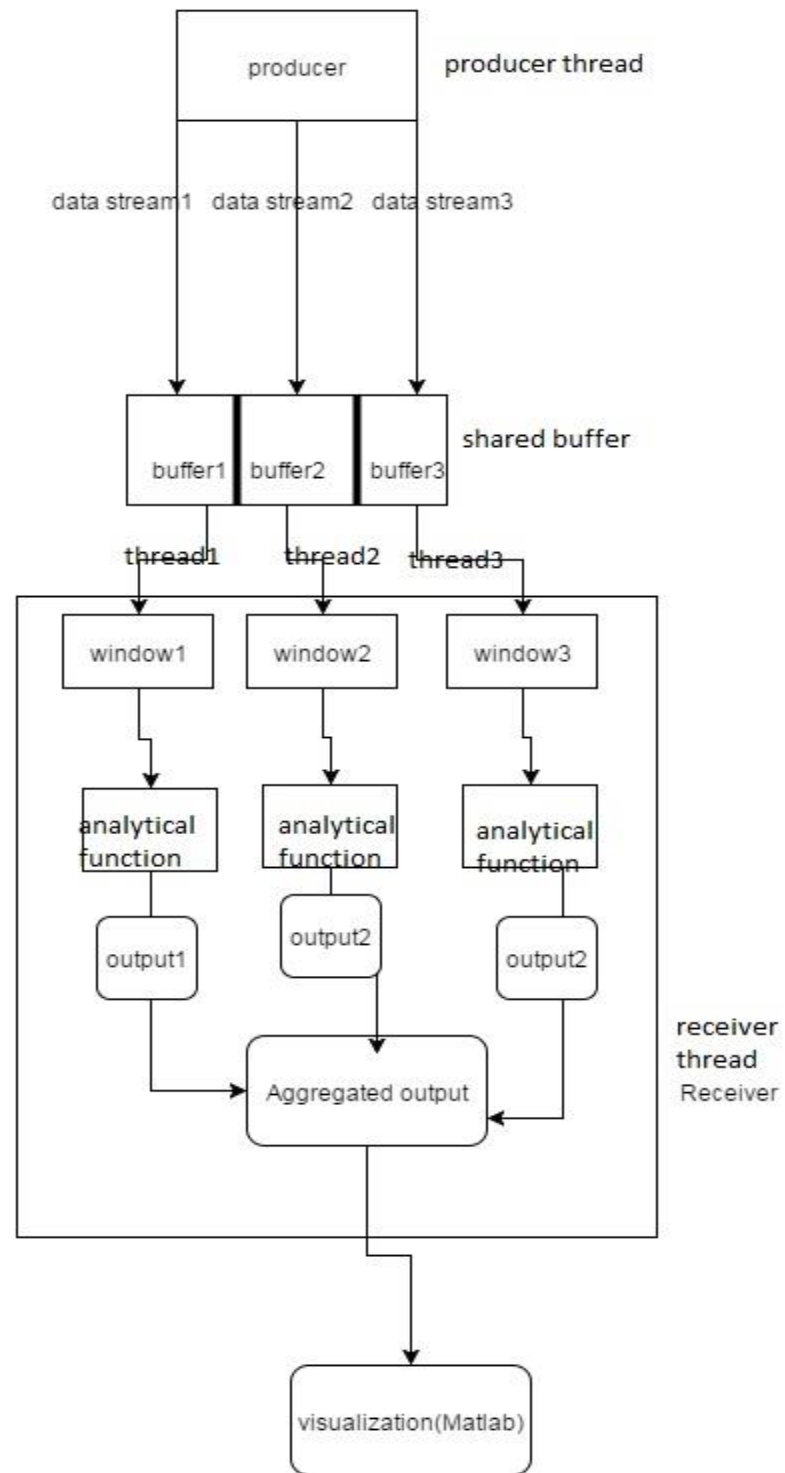 producer
producer thread
data stream1
data stream2
data stream3
buffer1
buffer2
buffer3
shared buffer
thread1
thread2
thread3
window1
window2
window3
analytical
function
analytical
function
analytical
function
output1
output2
output2
receiver
thread
Receiver
Aggregated output
visualization(Matlab)